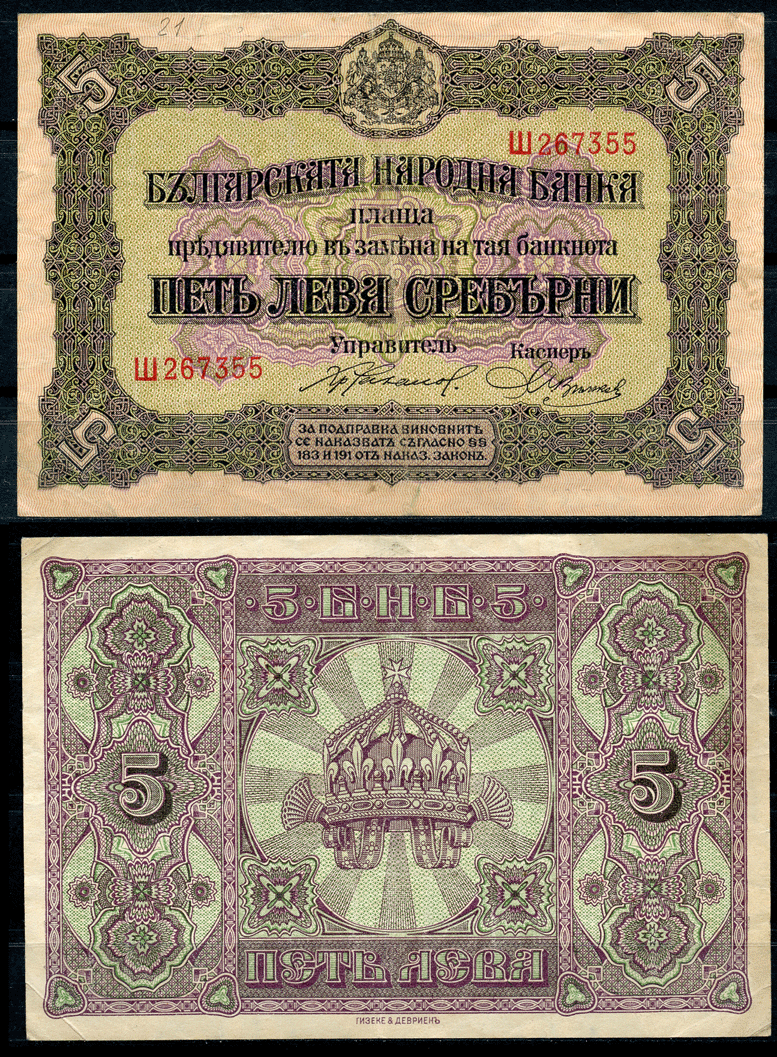 21
5 5
Ш267355
БЪЛГАРСКАТА НАРОДНА БАНКА
плаща
прѣдявителю въ замѣна на тая банкнота
ПЕТЬ ЛЕВА СРЕБЪРНИ
Управитель Касиеръ
Ш267355
5 5
ЗА ПОДПРАВКА ВИНОВНИТѢ
СЕ НАКАЗВАТЪ СЪГЛАСНО §§
183 И 191 ОТЪ НАКАЗ. ЗАКОНЪ.
·5·Б·Н·Б·5·
5 5
ПЕТЬ ЛЕВА
ГИЗЕКЕ & ДЕВРИЕНЪ